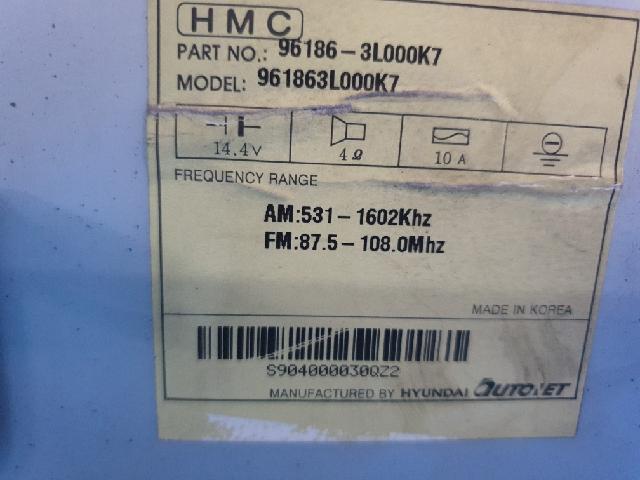 HMC
PART NO.: 96186-3L000K7
MODEL: 961863L000K7
14.4V 4Ω 10A
FREQUENCY RANGE
AM:531-1602Khz
FM:87.5-108.0Mhz
MADE IN KOREA
S904000030QZ2
MANUFACTURED BY HYUNDAI AUTONET